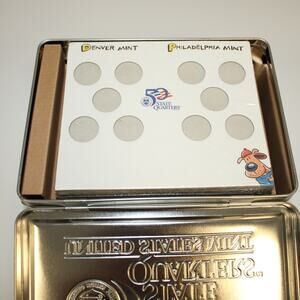 DENVER MINT
PHILADELPHIA MINT
50
STATE
QUARTERS
UNITED STATES MINT
QUARTERS
STATE